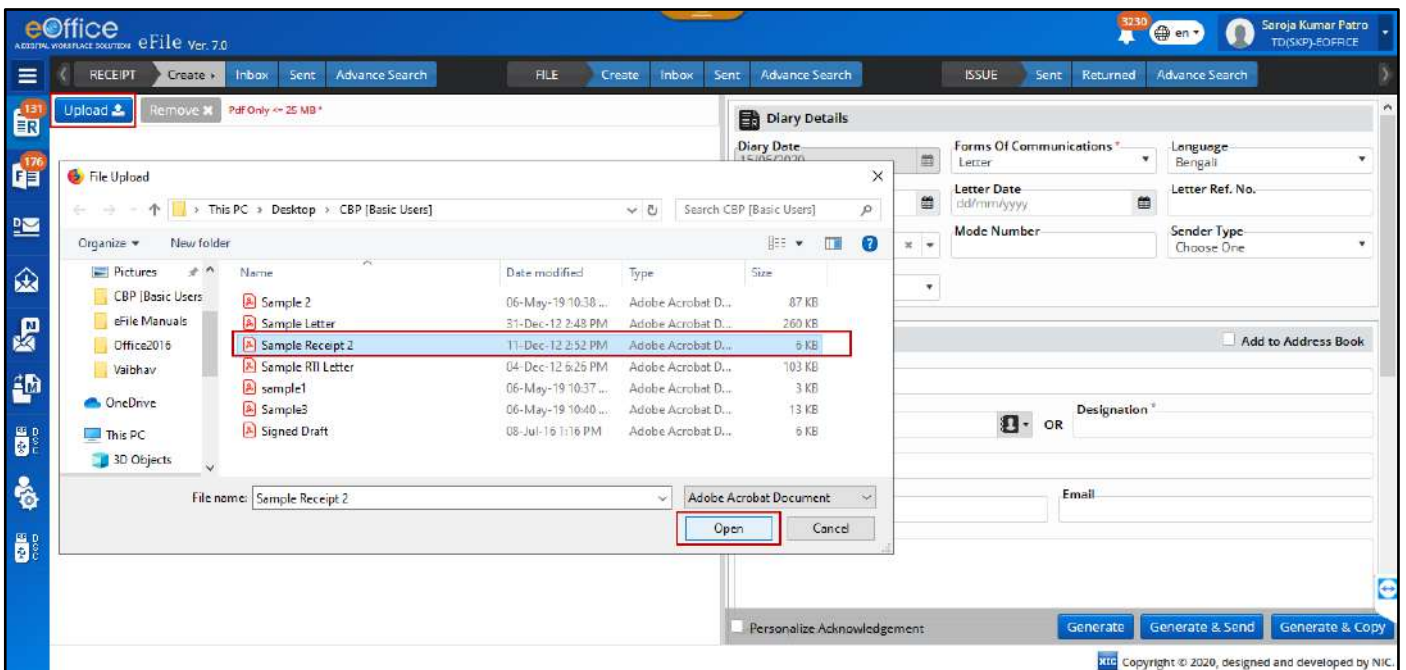 eOffice
A DIGITAL WORKPLACE SOLUTION eFile Ver. 7.0
3230
en
Saroja Kumar Patro
TD(SKP)-EOFFICE
RECEIPT Create Inbox Sent Advance Search FILE Create Inbox Sent Advance Search ISSUE Sent Returned Advance Search
131
R
Upload Remove Pdf Only <= 25 MB *
Diary Details
Diary Date Forms Of Communications * Language
15/05/2020 Letter Bengali
176
F
File Upload
Letter Date Letter Ref. No.
dd/mm/yyyy
This PC > Desktop > CBP [Basic Users] Search CBP [Basic Users]
Mode Number Sender Type
Choose One
Organize New folder
Name Date modified Type Size
Pictures
CBP [Basic Users
eFile Manuals
Office2016
Vaibhav
OneDrive
This PC
3D Objects
Sample 2 06-May-19 10:38 ... Adobe Acrobat D... 87 KB
Sample Letter 31-Dec-12 2:48 PM Adobe Acrobat D... 260 KB
Sample Receipt 2 11-Dec-12 2:52 PM Adobe Acrobat D... 6 KB
Sample RTI Letter 04-Dec-12 6:26 PM Adobe Acrobat D... 103 KB
sample1 06-May-19 10:37 ... Adobe Acrobat D... 3 KB
Sample3 06-May-19 10:40 ... Adobe Acrobat D... 13 KB
Signed Draft 08-Jul-16 1:16 PM Adobe Acrobat D... 6 KB
Add to Address Book
OR Designation *
File name: Sample Receipt 2 Adobe Acrobat Document
Open Cancel
Email
D
N
M
DSC
DSC
Personalize Acknowledgement Generate Generate & Send Generate & Copy
NIC Copyright © 2020, designed and developed by NIC.